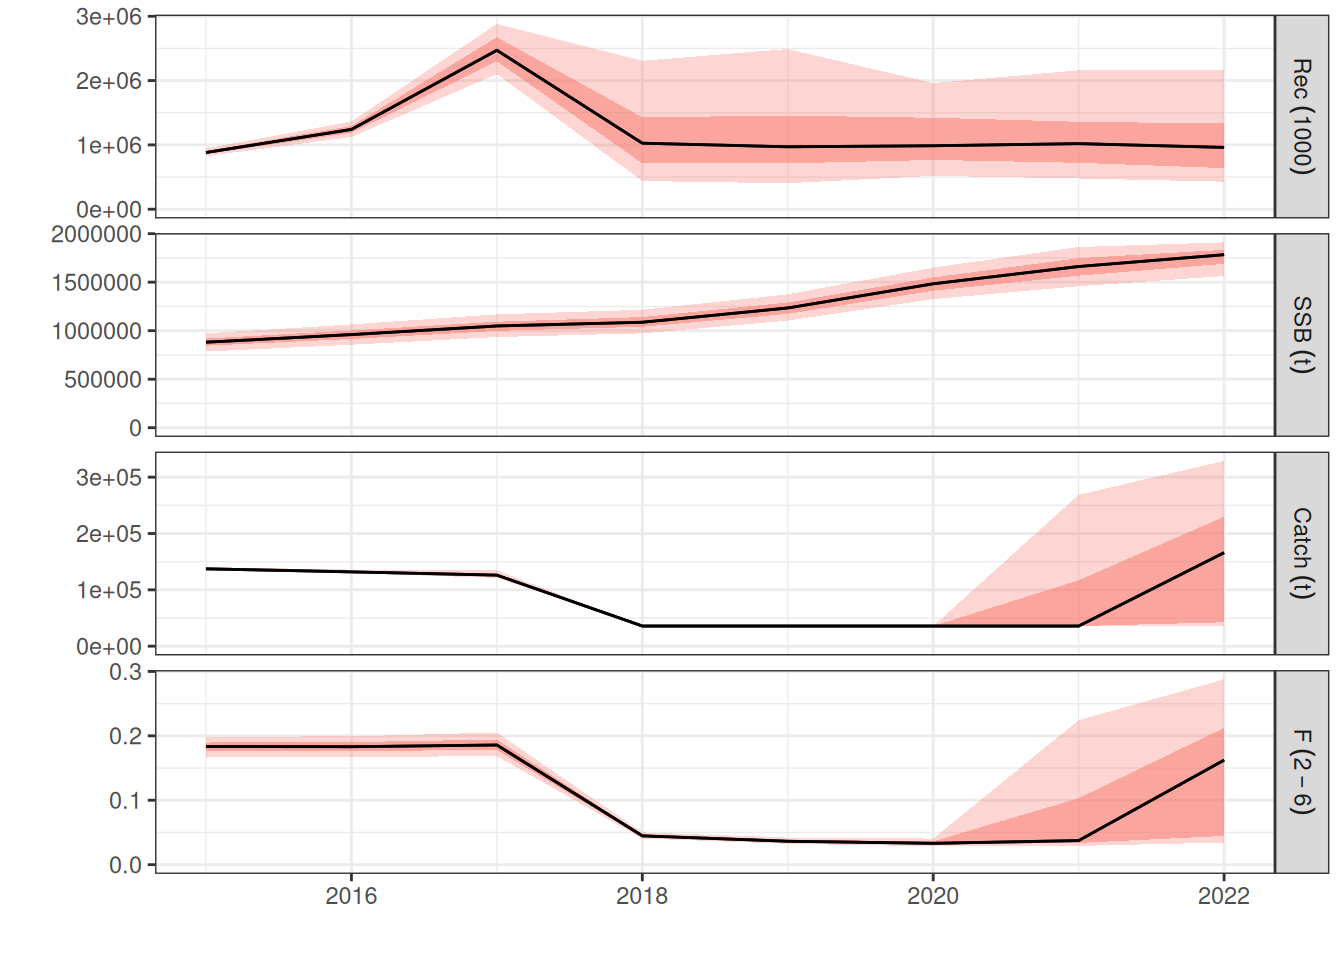 3e+06
2e+06
1e+06
0e+00
Rec (1000)
2000000
1500000
1000000
500000
0
SSB (t)
3e+05
2e+05
1e+05
0e+00
Catch (t)
0.3
0.2
0.1
0.0
F (2 − 6)
2016 2018 2020 2022